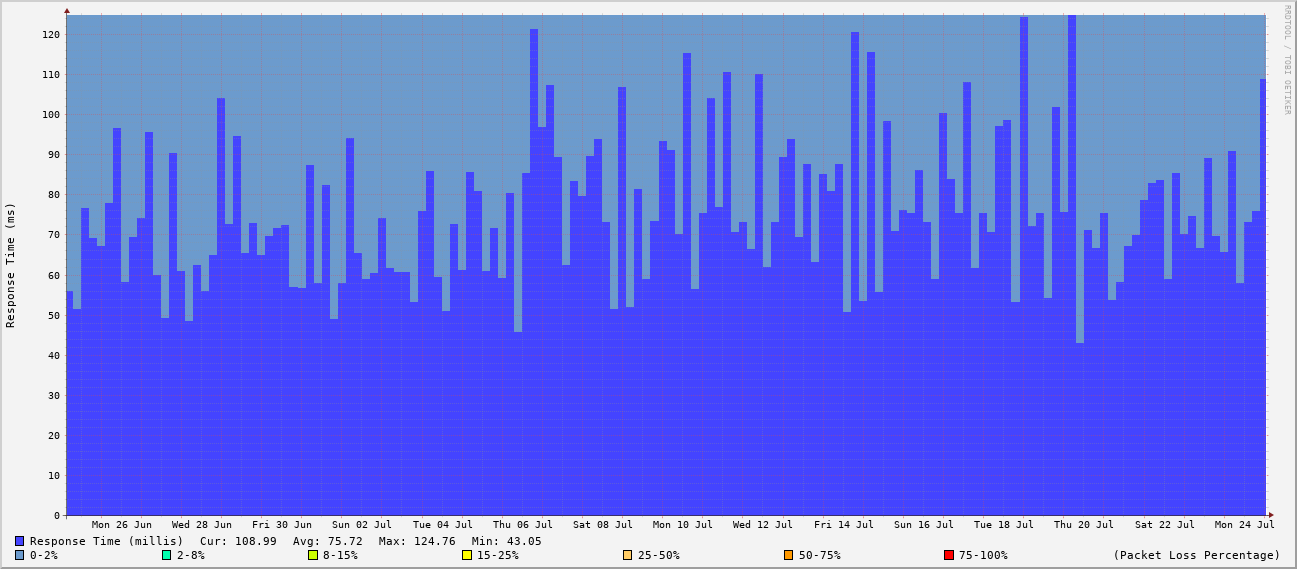 RRDTOOL / TOBI OETIKER
Response Time (ms)
120
110
100
90
80
70
60
50
40
30
20
10
0
Mon 26 Jun Wed 28 Jun Fri 30 Jun Sun 02 Jul Tue 04 Jul Thu 06 Jul Sat 08 Jul Mon 10 Jul Wed 12 Jul Fri 14 Jul Sun 16 Jul Tue 18 Jul Thu 20 Jul Sat 22 Jul Mon 24 Jul
Response Time (millis) Cur: 108.99 Avg: 75.72 Max: 124.76 Min: 43.05
0-2% 2-8% 8-15% 15-25% 25-50% 50-75% 75-100% (Packet Loss Percentage)